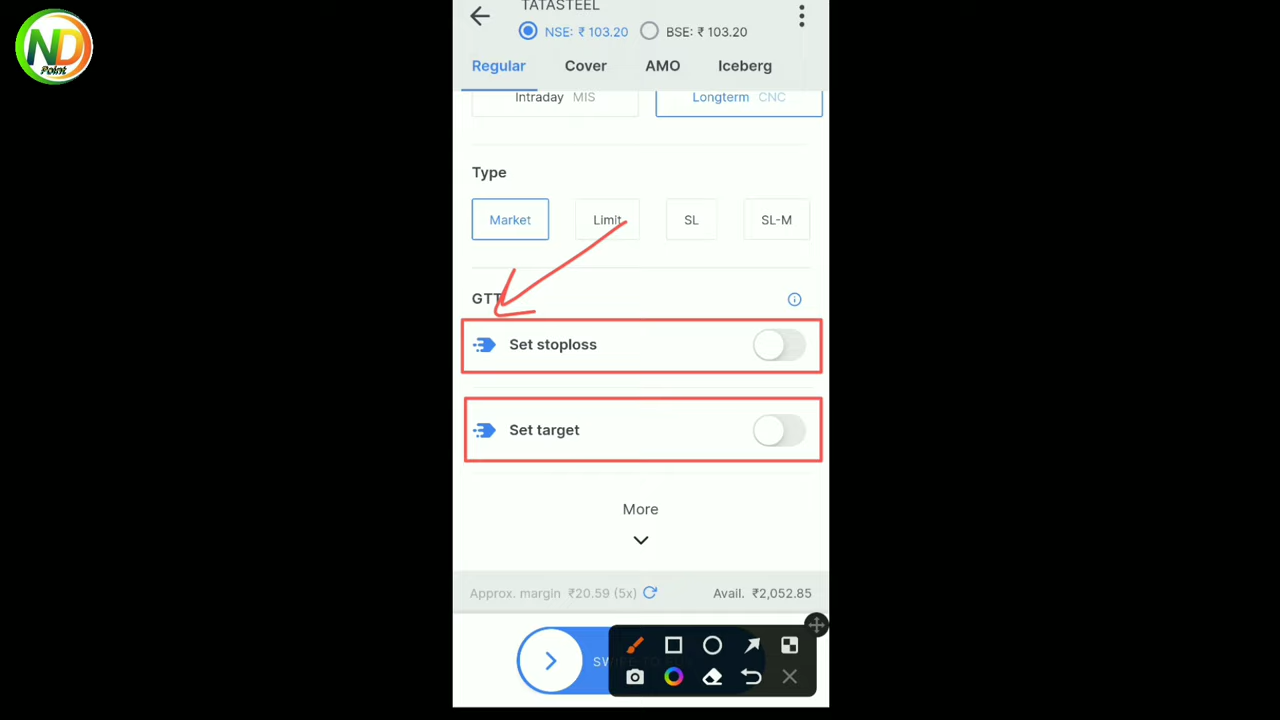 ND
Point
TATASTEEL
NSE: ₹ 103.20 BSE: ₹ 103.20
Regular Cover AMO Iceberg
Intraday MIS Longterm CNC
Type
Market Limit SL SL-M
GTT
Set stoploss
Set target
More
Approx. margin ₹20.59 (5x) Avail. ₹2,052.85